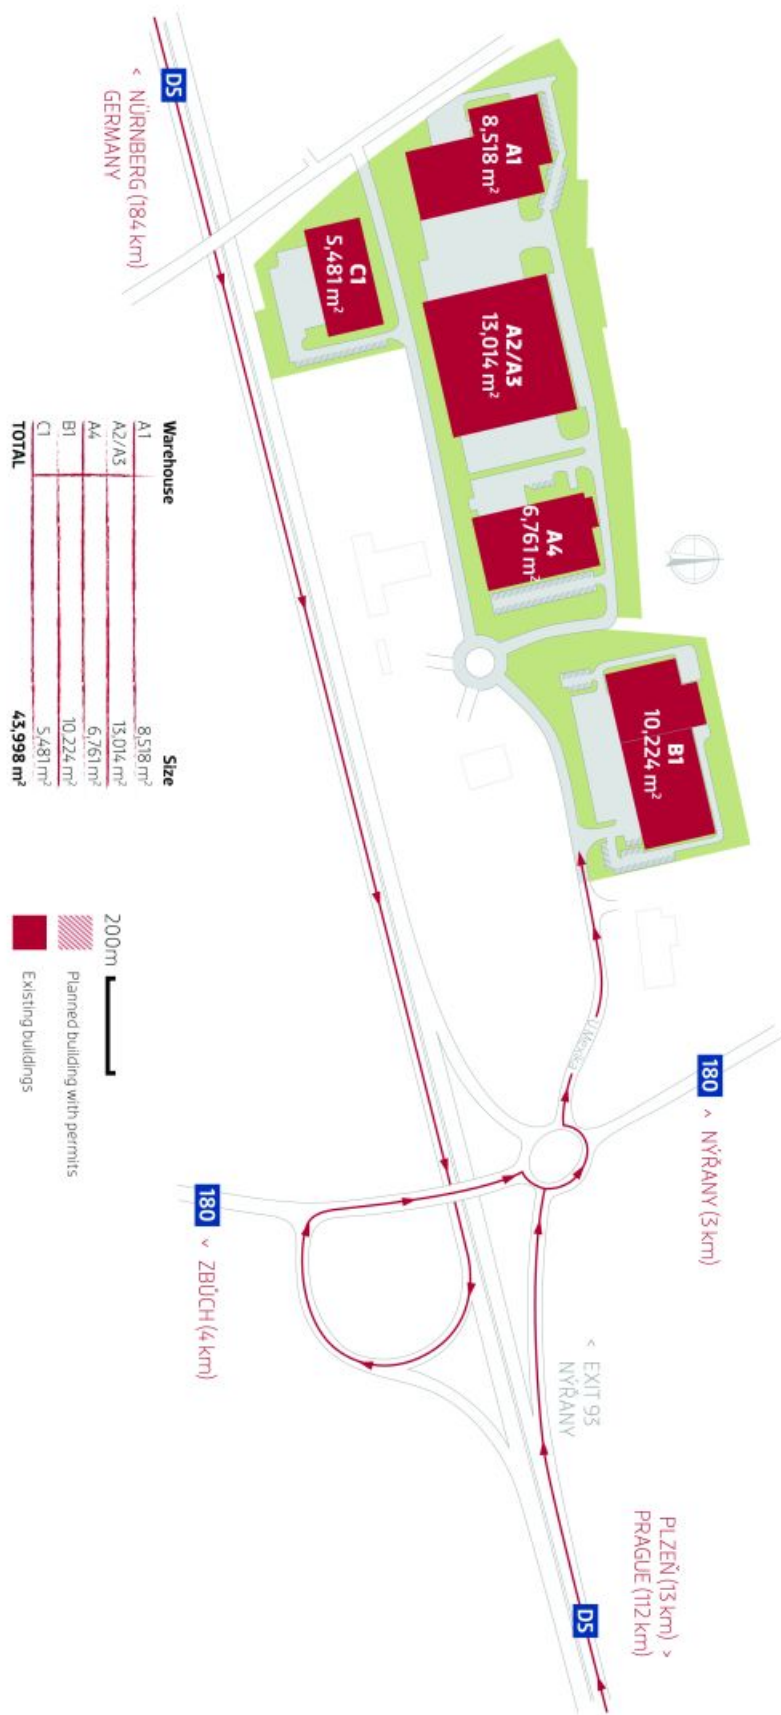 D5
< NÜRNBERG (184 km)
GERMANY
A1
8,518 m²
C1
5,481 m²
A2/A3
13,014 m²
A4
6,761 m²
B1
10,224 m²
U Mexika
180
^ NÝŘANY (3 km)
180
˅ ZBŮCH (4 km)
< EXIT 93
NÝŘANY
PLZEŇ (13 km) >
PRAGUE (112 km)
D5
Warehouse Size
A1 8,518 m²
A2/A3 13,014 m²
A4 6,761 m²
B1 10,224 m²
C1 5,481 m²
TOTAL 43,998 m²
200m
Planned building with permits
Existing buildings